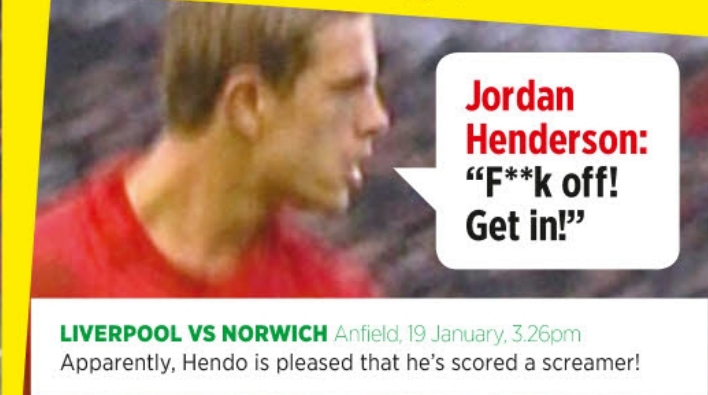 Jordan
Henderson:
“F**k off!
Get in!”
LIVERPOOL VS NORWICH Anfield, 19 January, 3.26pm
Apparently, Hendo is pleased that he’s scored a screamer!